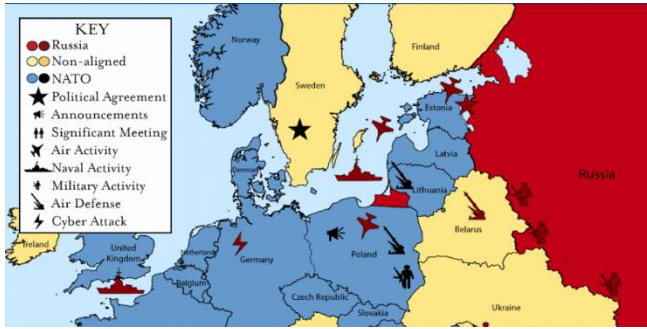 KEY
Russia
Non-aligned
NATO
Political Agreement
Announcements
Significant Meeting
Air Activity
Naval Activity
Military Activity
Air Defense
Cyber Attack
Norway
Finland
Sweden
Estonia
Latvia
Russia
Denmark
Lithuania
Belarus
Ireland
United
Kingdom
Netherlands
Germany
Poland
Belgium
Czech Republic
Slovakia
Ukraine